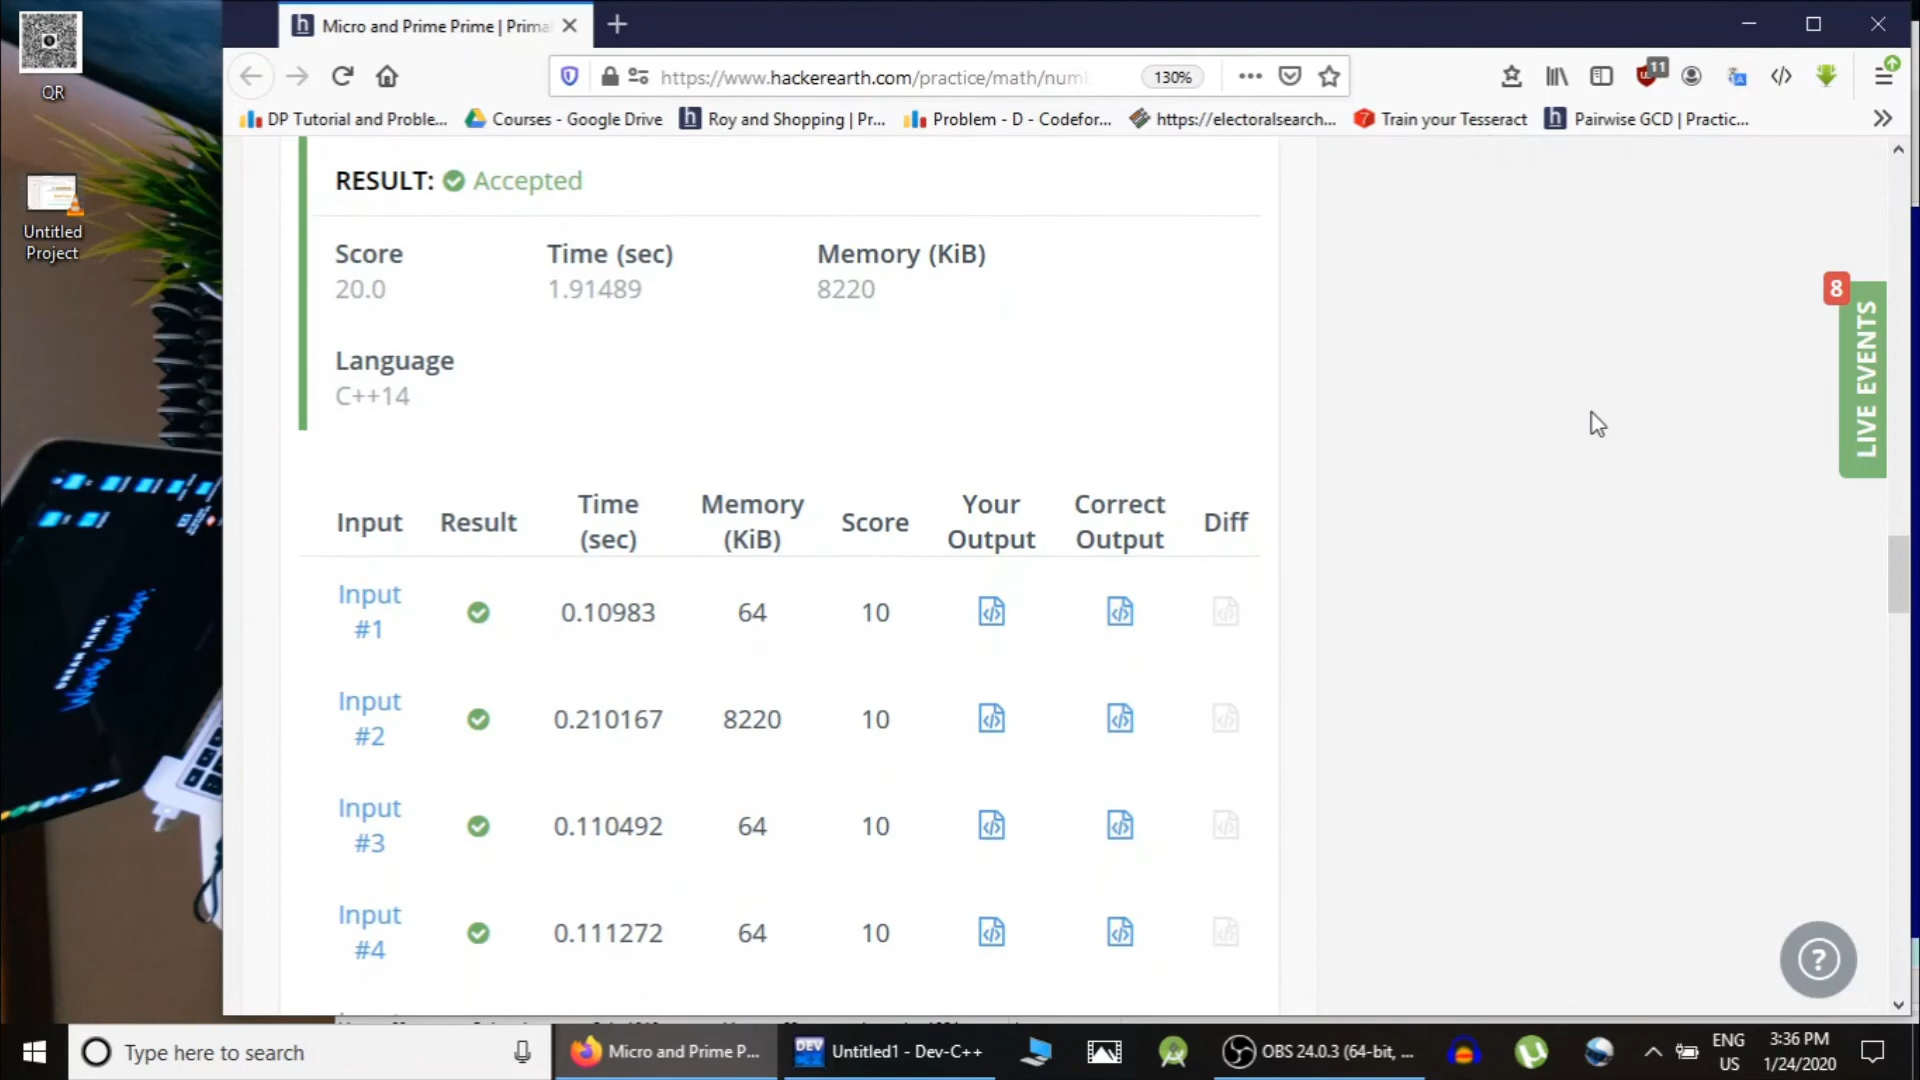 QR
Untitled
Project
Micro and Prime Prime | Prima
https://www.hackerearth.com/practice/math/numb
130%
11
DP Tutorial and Proble...
Courses - Google Drive
Roy and Shopping | Pr...
Problem - D - Codefor...
https://electoralsearch...
Train your Tesseract
Pairwise GCD | Practic...
RESULT: Accepted
Score
Time (sec)
Memory (KiB)
20.0
1.91489
8220
Language
C++14
8
LIVE EVENTS
Input
Result
Time
(sec)
Memory
(KiB)
Score
Your
Output
Correct
Output
Diff
Input
#1
0.10983
64
10
Input
#2
0.210167
8220
10
Input
#3
0.110492
64
10
Input
#4
0.111272
64
10
?
Type here to search
Micro and Prime P...
DEV
Untitled1 - Dev-C++
OBS 24.0.3 (64-bit, ...
ENG
US
3:36 PM
1/24/2020